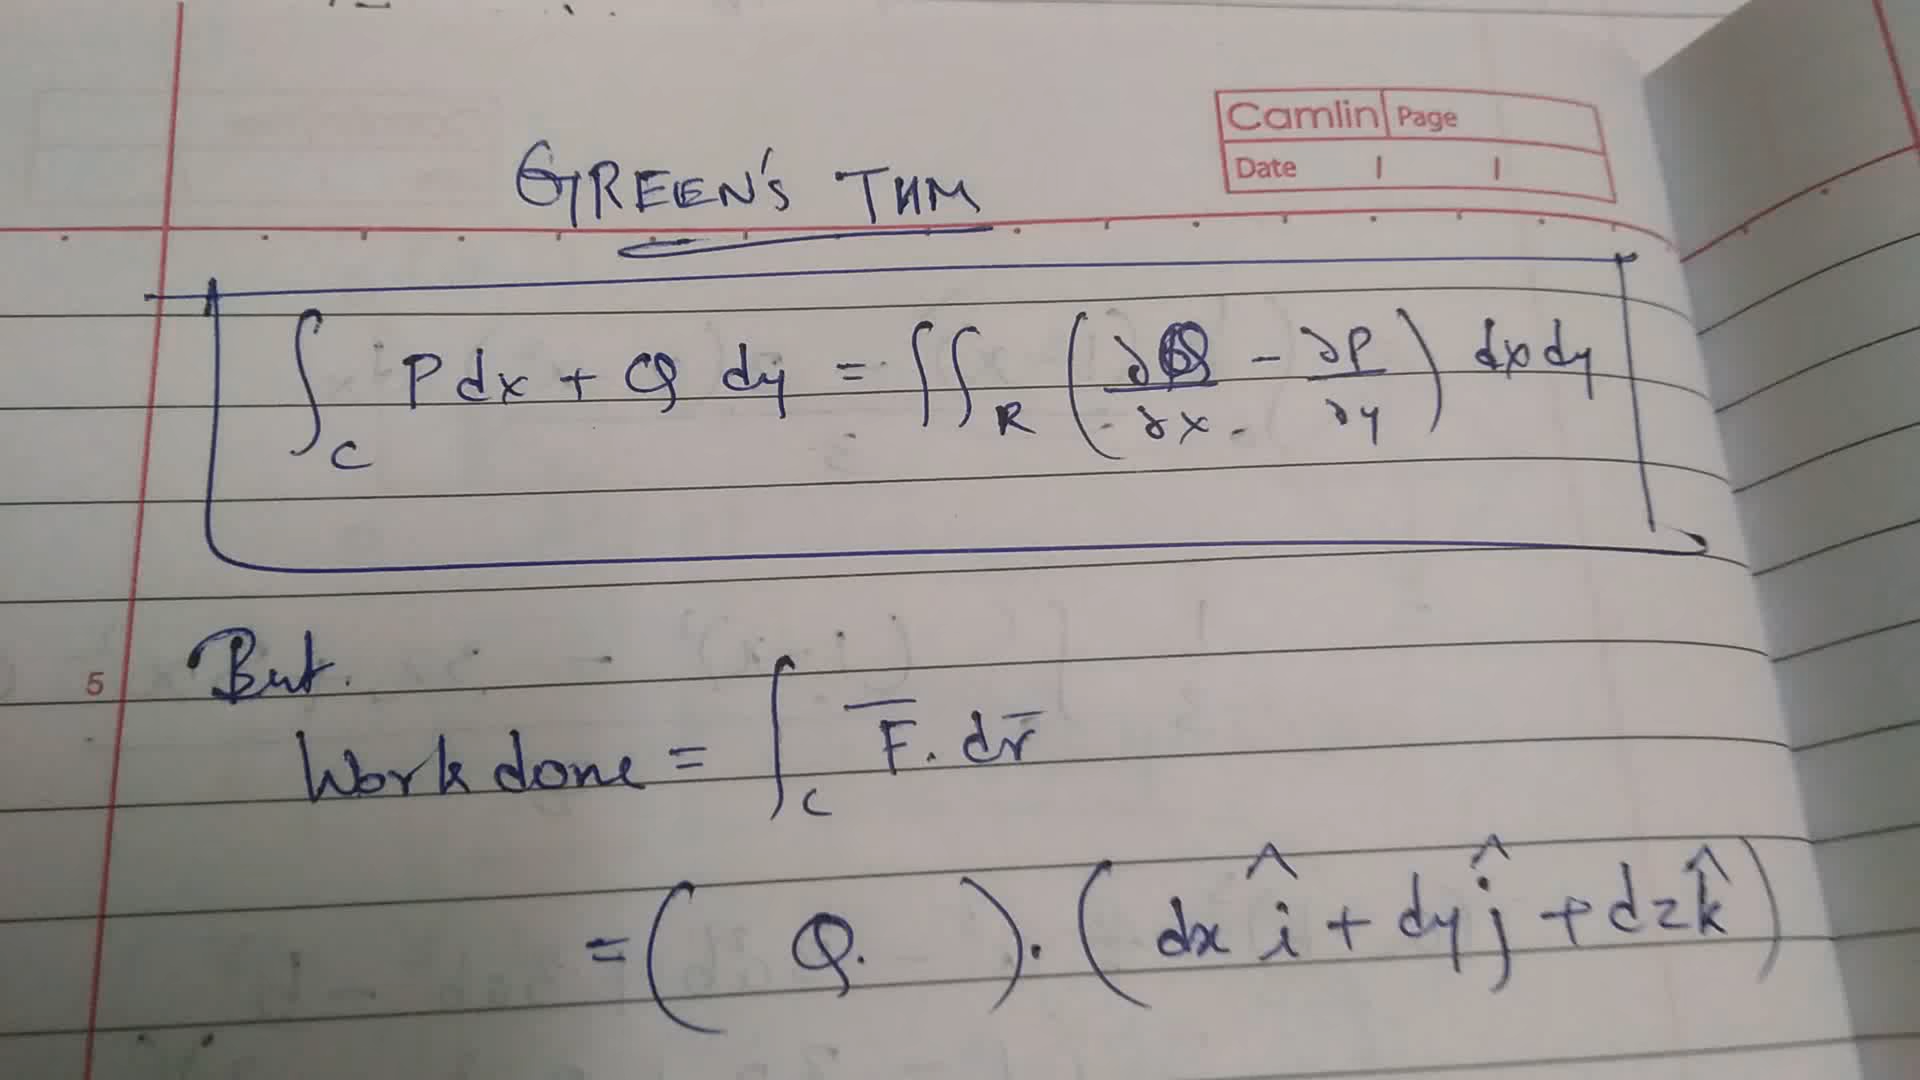 Camlin Page
Date / /
GREEN'S THM
∫_C P dx + Q dy = ∬_R (∂Q/∂x - ∂P/∂y) dx dy
5
But.
Work done = ∫_C F̅. dr̅
= ( Q. ) . ( dx î + dy ĵ + dz k̂ )